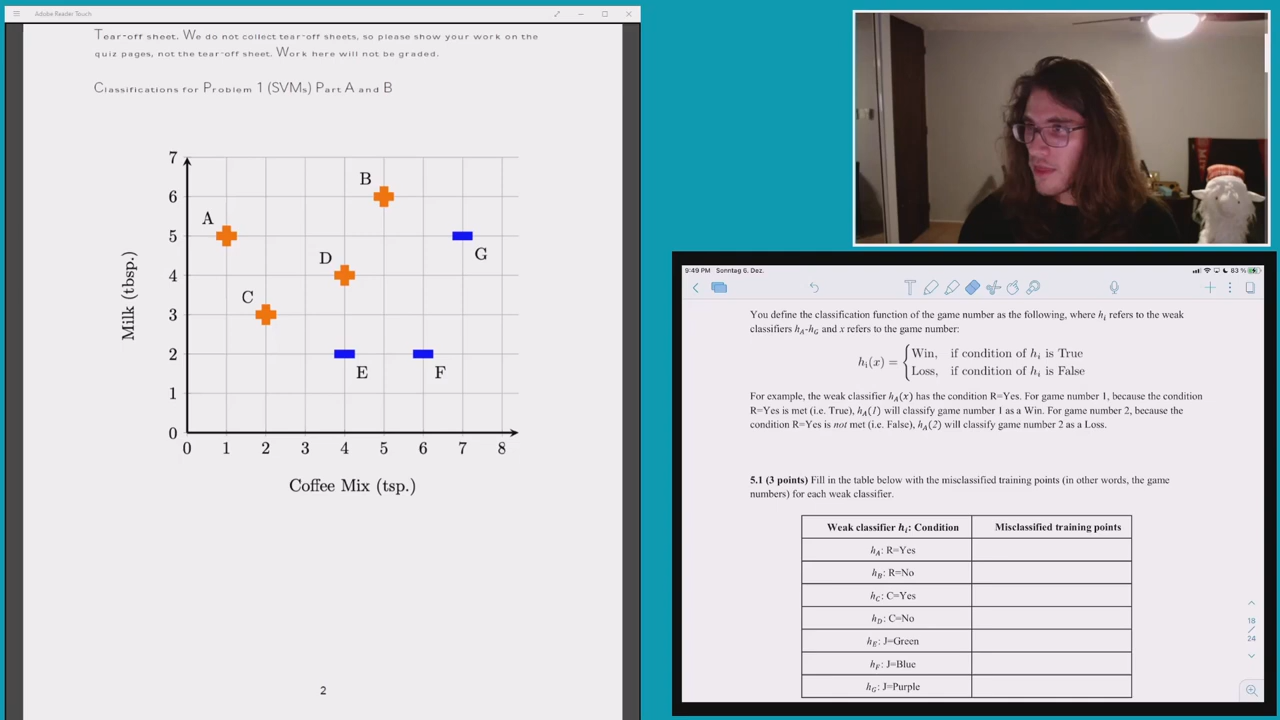 Adobe Reader Touch
Tear-off sheet. We do not collect tear-off sheets, so please show your work on the
quiz pages, not the tear-off sheet. Work here will not be graded.
Classifications for Problem 1 (SVMs) Part A and B
7
6
5
4
3
2
1
0
0 1 2 3 4 5 6 7 8
Milk (tbsp.)
Coffee Mix (tsp.)
A
B
C
D
E
F
G
2
9:49 PM Sonntag 6. Dez.
83 %
You define the classification function of the game number as the following, where hi refers to the weak
classifiers hA-hG and x refers to the game number:
hi(x) = { Win, if condition of hi is True
Loss, if condition of hi is False
For example, the weak classifier hA(x) has the condition R=Yes. For game number 1, because the condition
R=Yes is met (i.e. True), hA(1) will classify game number 1 as a Win. For game number 2, because the
condition R=Yes is not met (i.e. False), hA(2) will classify game number 2 as a Loss.
5.1 (3 points) Fill in the table below with the misclassified training points (in other words, the game
numbers) for each weak classifier.
Weak classifier hi: Condition Misclassified training points
hA: R=Yes
hB: R=No
hC: C=Yes
hD: C=No
hE: J=Green
hF: J=Blue
hG: J=Purple
18
/
24